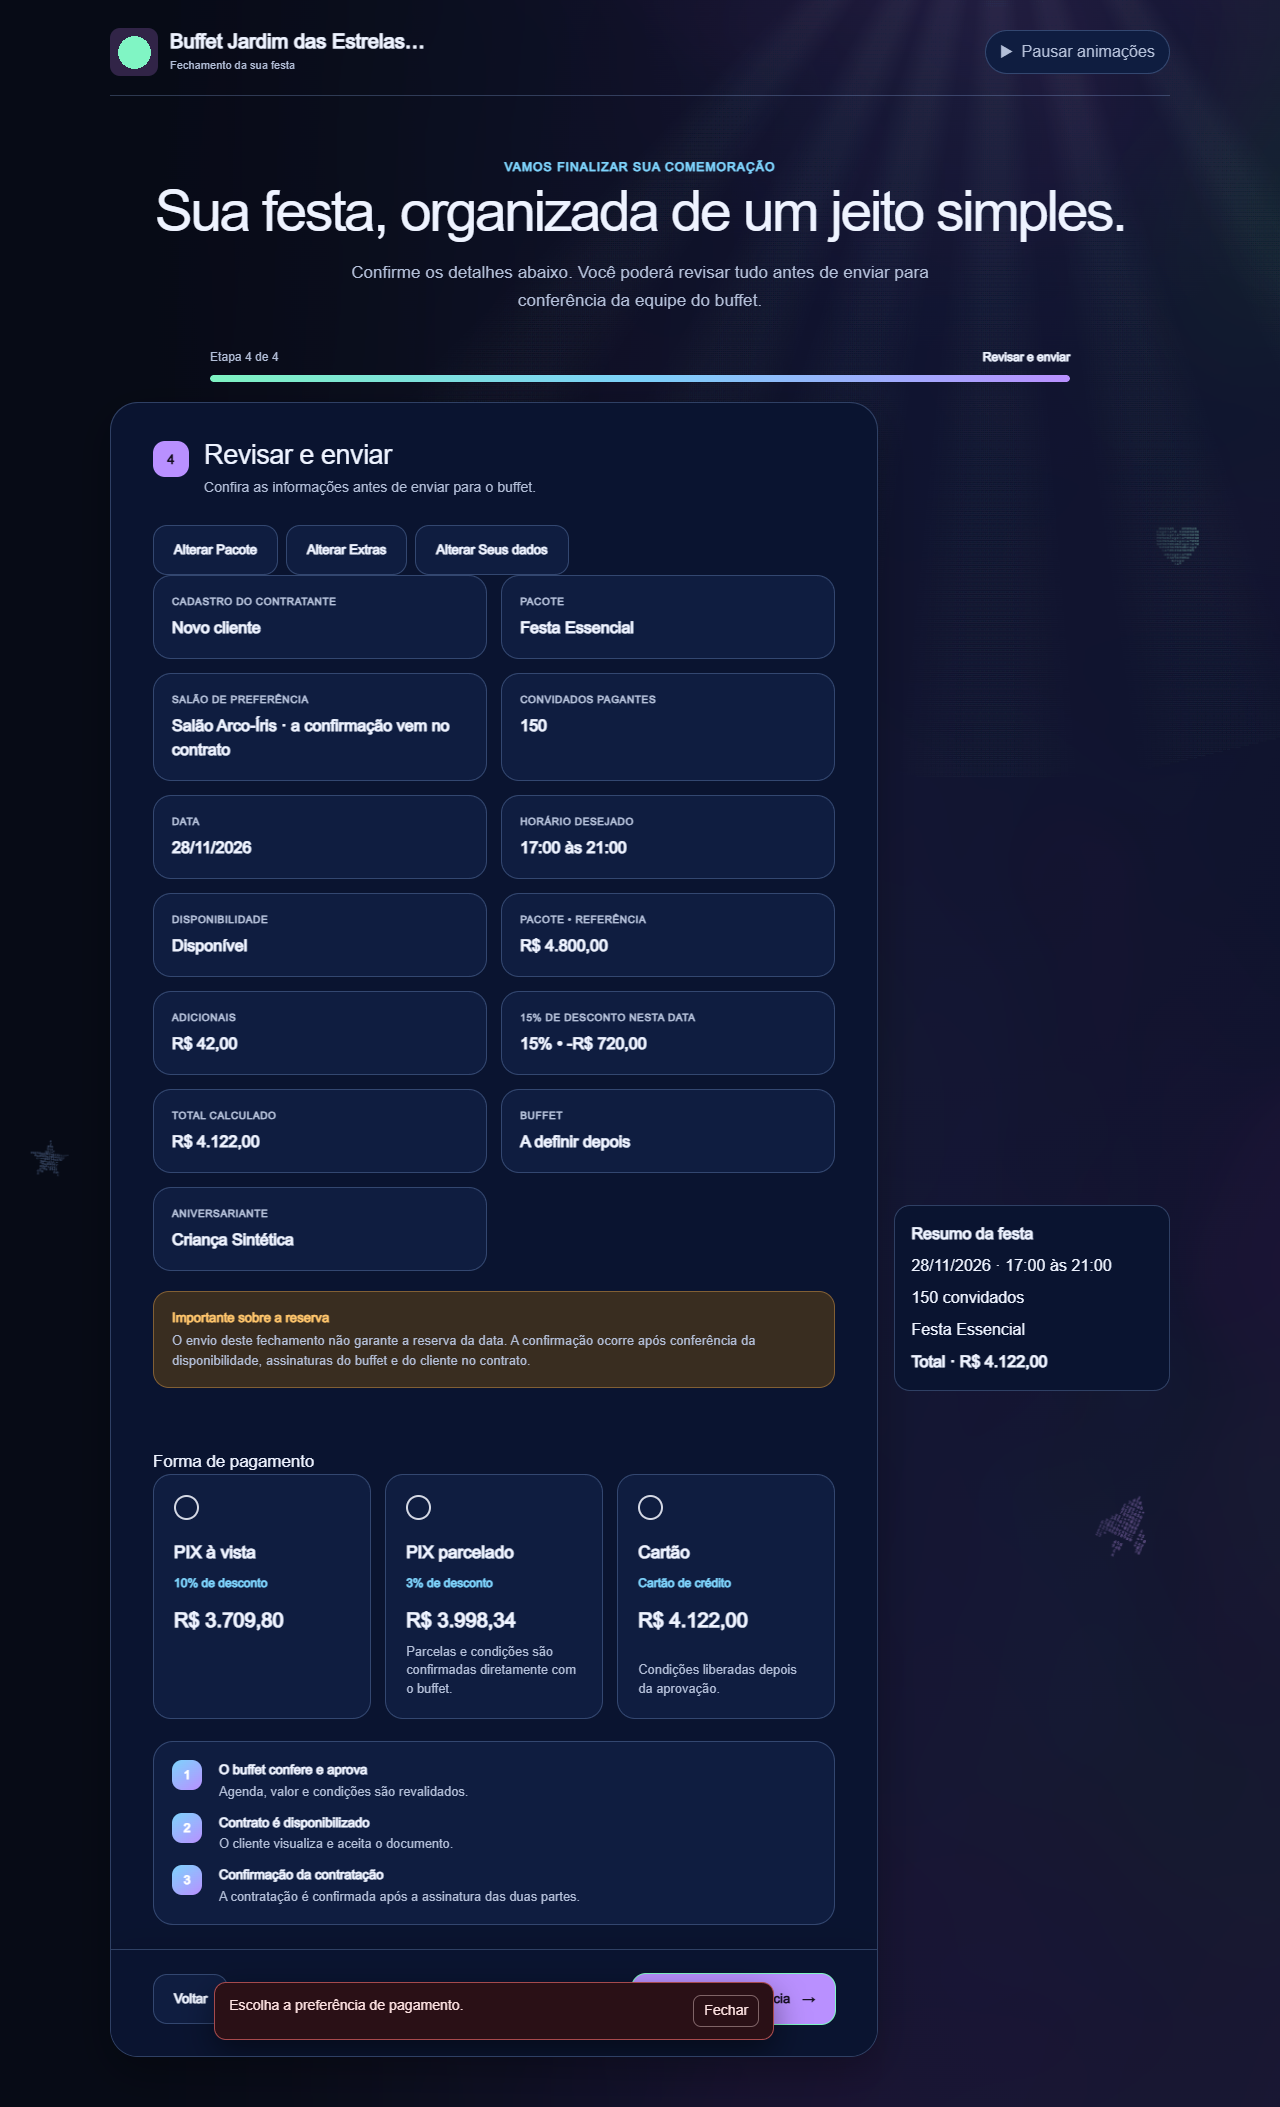 Buffet Jardim das Estrelas...
Fechamento da sua festa
Pausar animações
VAMOS FINALIZAR SUA COMEMORAÇÃO
Sua festa, organizada de um jeito simples.
Confirme os detalhes abaixo. Você poderá revisar tudo antes de enviar para
conferência da equipe do buffet.
Etapa 4 de 4
Revisar e enviar
4
Revisar e enviar
Confira as informações antes de enviar para o buffet.
Alterar Pacote
Alterar Extras
Alterar Seus dados
CADASTRO DO CONTRATANTE
Novo cliente
PACOTE
Festa Essencial
SALÃO DE PREFERÊNCIA
Salão Arco-Íris · a confirmação vem no
contrato
CONVIDADOS PAGANTES
150
DATA
28/11/2026
HORÁRIO DESEJADO
17:00 às 21:00
DISPONIBILIDADE
Disponível
PACOTE • REFERÊNCIA
R$ 4.800,00
ADICIONAIS
R$ 42,00
15% DE DESCONTO NESTA DATA
15% • -R$ 720,00
TOTAL CALCULADO
R$ 4.122,00
BUFFET
A definir depois
ANIVERSARIANTE
Criança Sintética
Resumo da festa
28/11/2026 · 17:00 às 21:00
150 convidados
Festa Essencial
Total · R$ 4.122,00
Importante sobre a reserva
O envio deste fechamento não garante a reserva da data. A confirmação ocorre após conferência da
disponibilidade, assinaturas do buffet e do cliente no contrato.
Forma de pagamento
PIX à vista
10% de desconto
R$ 3.709,80
PIX parcelado
3% de desconto
R$ 3.998,34
Parcelas e condições são
confirmadas diretamente com
o buffet.
Cartão
Cartão de crédito
R$ 4.122,00
Condições liberadas depois
da aprovação.
1
O buffet confere e aprova
Agenda, valor e condições são revalidados.
2
Contrato é disponibilizado
O cliente visualiza e aceita o documento.
3
Confirmação da contratação
A contratação é confirmada após a assinatura das duas partes.
Voltar
Escolha a preferência de pagamento.
Fechar
cia →